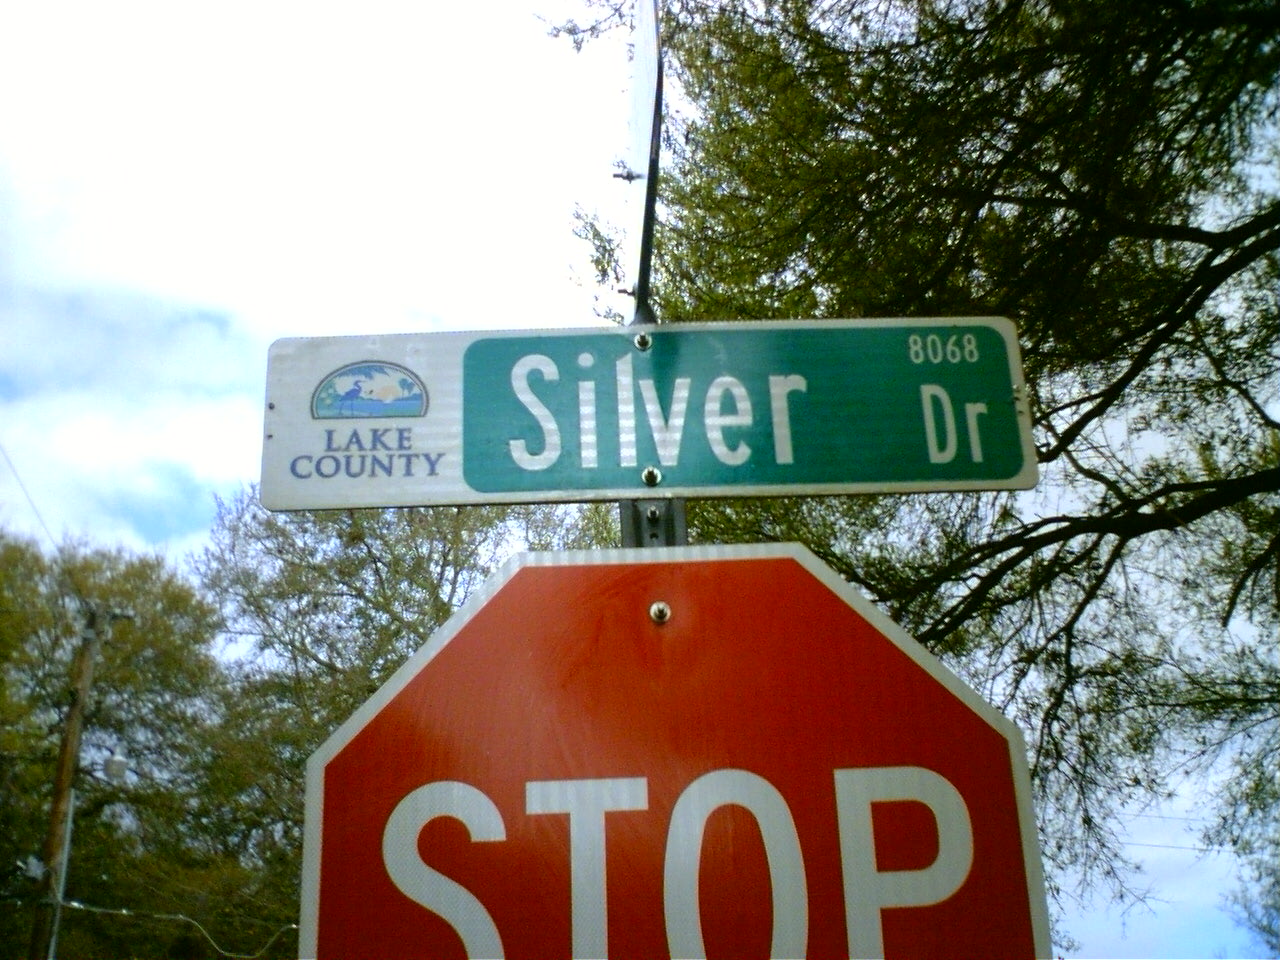 LAKE
COUNTY
Silver
8068
Dr
STOP